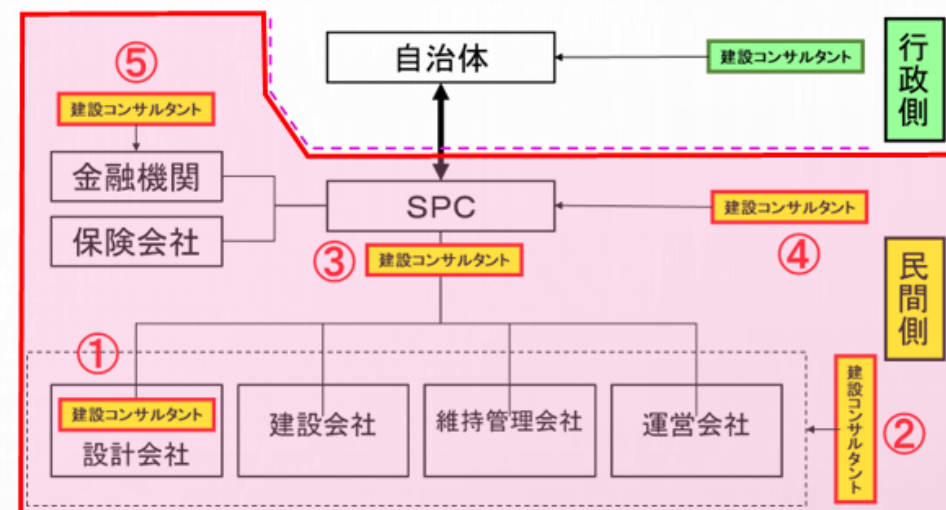 自治体
建設コンサルタント
行政側
⑤
建設コンサルタント
金融機関
保険会社
SPC
建設コンサルタント
④
③
建設コンサルタント
民間側
①
建設コンサルタント
設計会社
建設会社
維持管理会社
運営会社
建設コンサルタント
②